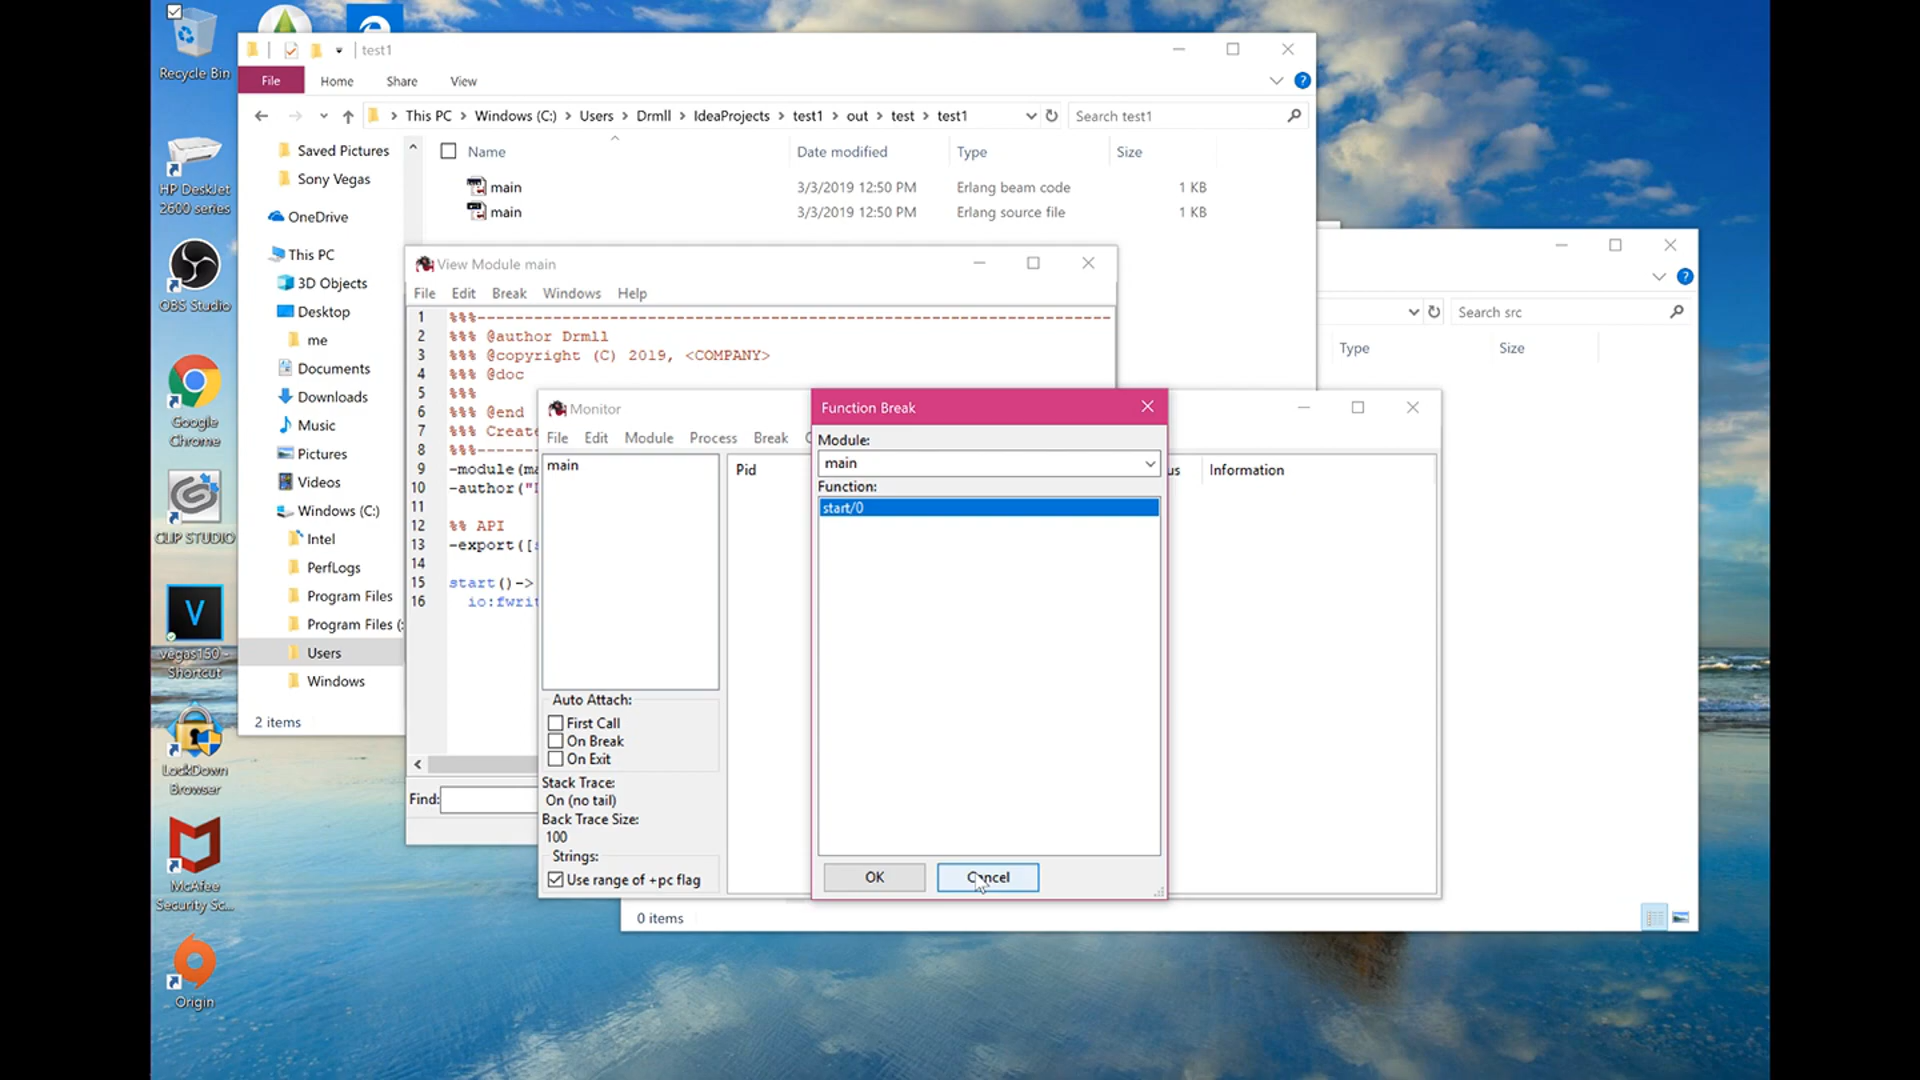 Recycle Bin
HP DeskJet
2600 series
OBS Studio
Google
Chrome
CLIP STUDIO
vegas150 -
Shortcut
LockDown
Browser
McAfee
Security Sc...
Origin
test1
File Home Share View
This PC > Windows (C:) > Users > Drmll > IdeaProjects > test1 > out > test > test1
Search test1
Name Date modified Type Size
main 3/3/2019 12:50 PM Erlang beam code 1 KB
main 3/3/2019 12:50 PM Erlang source file 1 KB
Saved Pictures
Sony Vegas
OneDrive
This PC
3D Objects
Desktop
me
Documents
Downloads
Music
Pictures
Videos
Windows (C:)
Intel
PerfLogs
Program Files
Program Files (
Users
Windows
2 items
View Module main
File Edit Break Windows Help
1 %%%-------------------------------------------------------------------
2 %%% @author Drmll
3 %%% @copyright (C) 2019, <COMPANY>
4 %%% @doc
5 %%%
6 %%% @end
7 %%% Create
8 %%%-------
9 -module(ma
10 -author("
11
12 %% API
13 -export([
14
15 start()->
16 io:fwrit
Find:
Monitor
File Edit Module Process Break
main
Pid us Information
Auto Attach:
First Call
On Break
On Exit
Stack Trace:
On (no tail)
Back Trace Size:
100
Strings:
Use range of +pc flag
Function Break
Module:
main
Function:
start/0
OK Cancel
Search src
Type Size
0 items